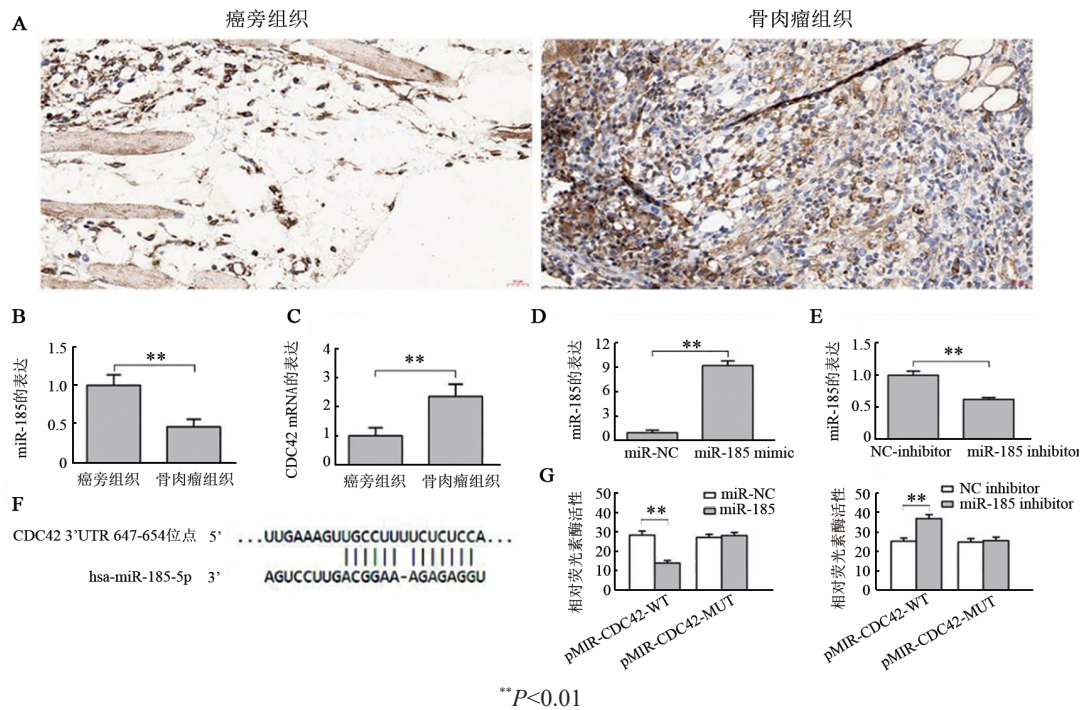 A
癌旁组织
骨肉瘤组织
B
miR-185的表达
1.5
1.0
0.5
0
**
癌旁组织
骨肉瘤组织
C
CDC42 mRNA的表达
4
3
2
1
0
**
癌旁组织
骨肉瘤组织
D
miR-185的表达
12
9
6
3
0
**
miR-NC
miR-185 mimic
E
miR-185的表达
1.5
1.0
0.5
0
**
NC-inhibitor
miR-185 inhibitor
F
CDC42 3’UTR 647-654位点 5’ ...UUGAAAGUUGCCUUUUCUCUCCA...
hsa-miR-185-5p 3’ AGUCCUUGACGGAA-AGAGAGGU
G
相对荧光素酶活性
50
40
30
20
10
0
**
miR-NC
miR-185
pMIR-CDC42-WT
pMIR-CDC42-MUT
相对荧光素酶活性
50
40
30
20
10
0
**
NC inhibitor
miR-185 inhibitor
pMIR-CDC42-WT
pMIR-CDC42-MUT
**P<0.01